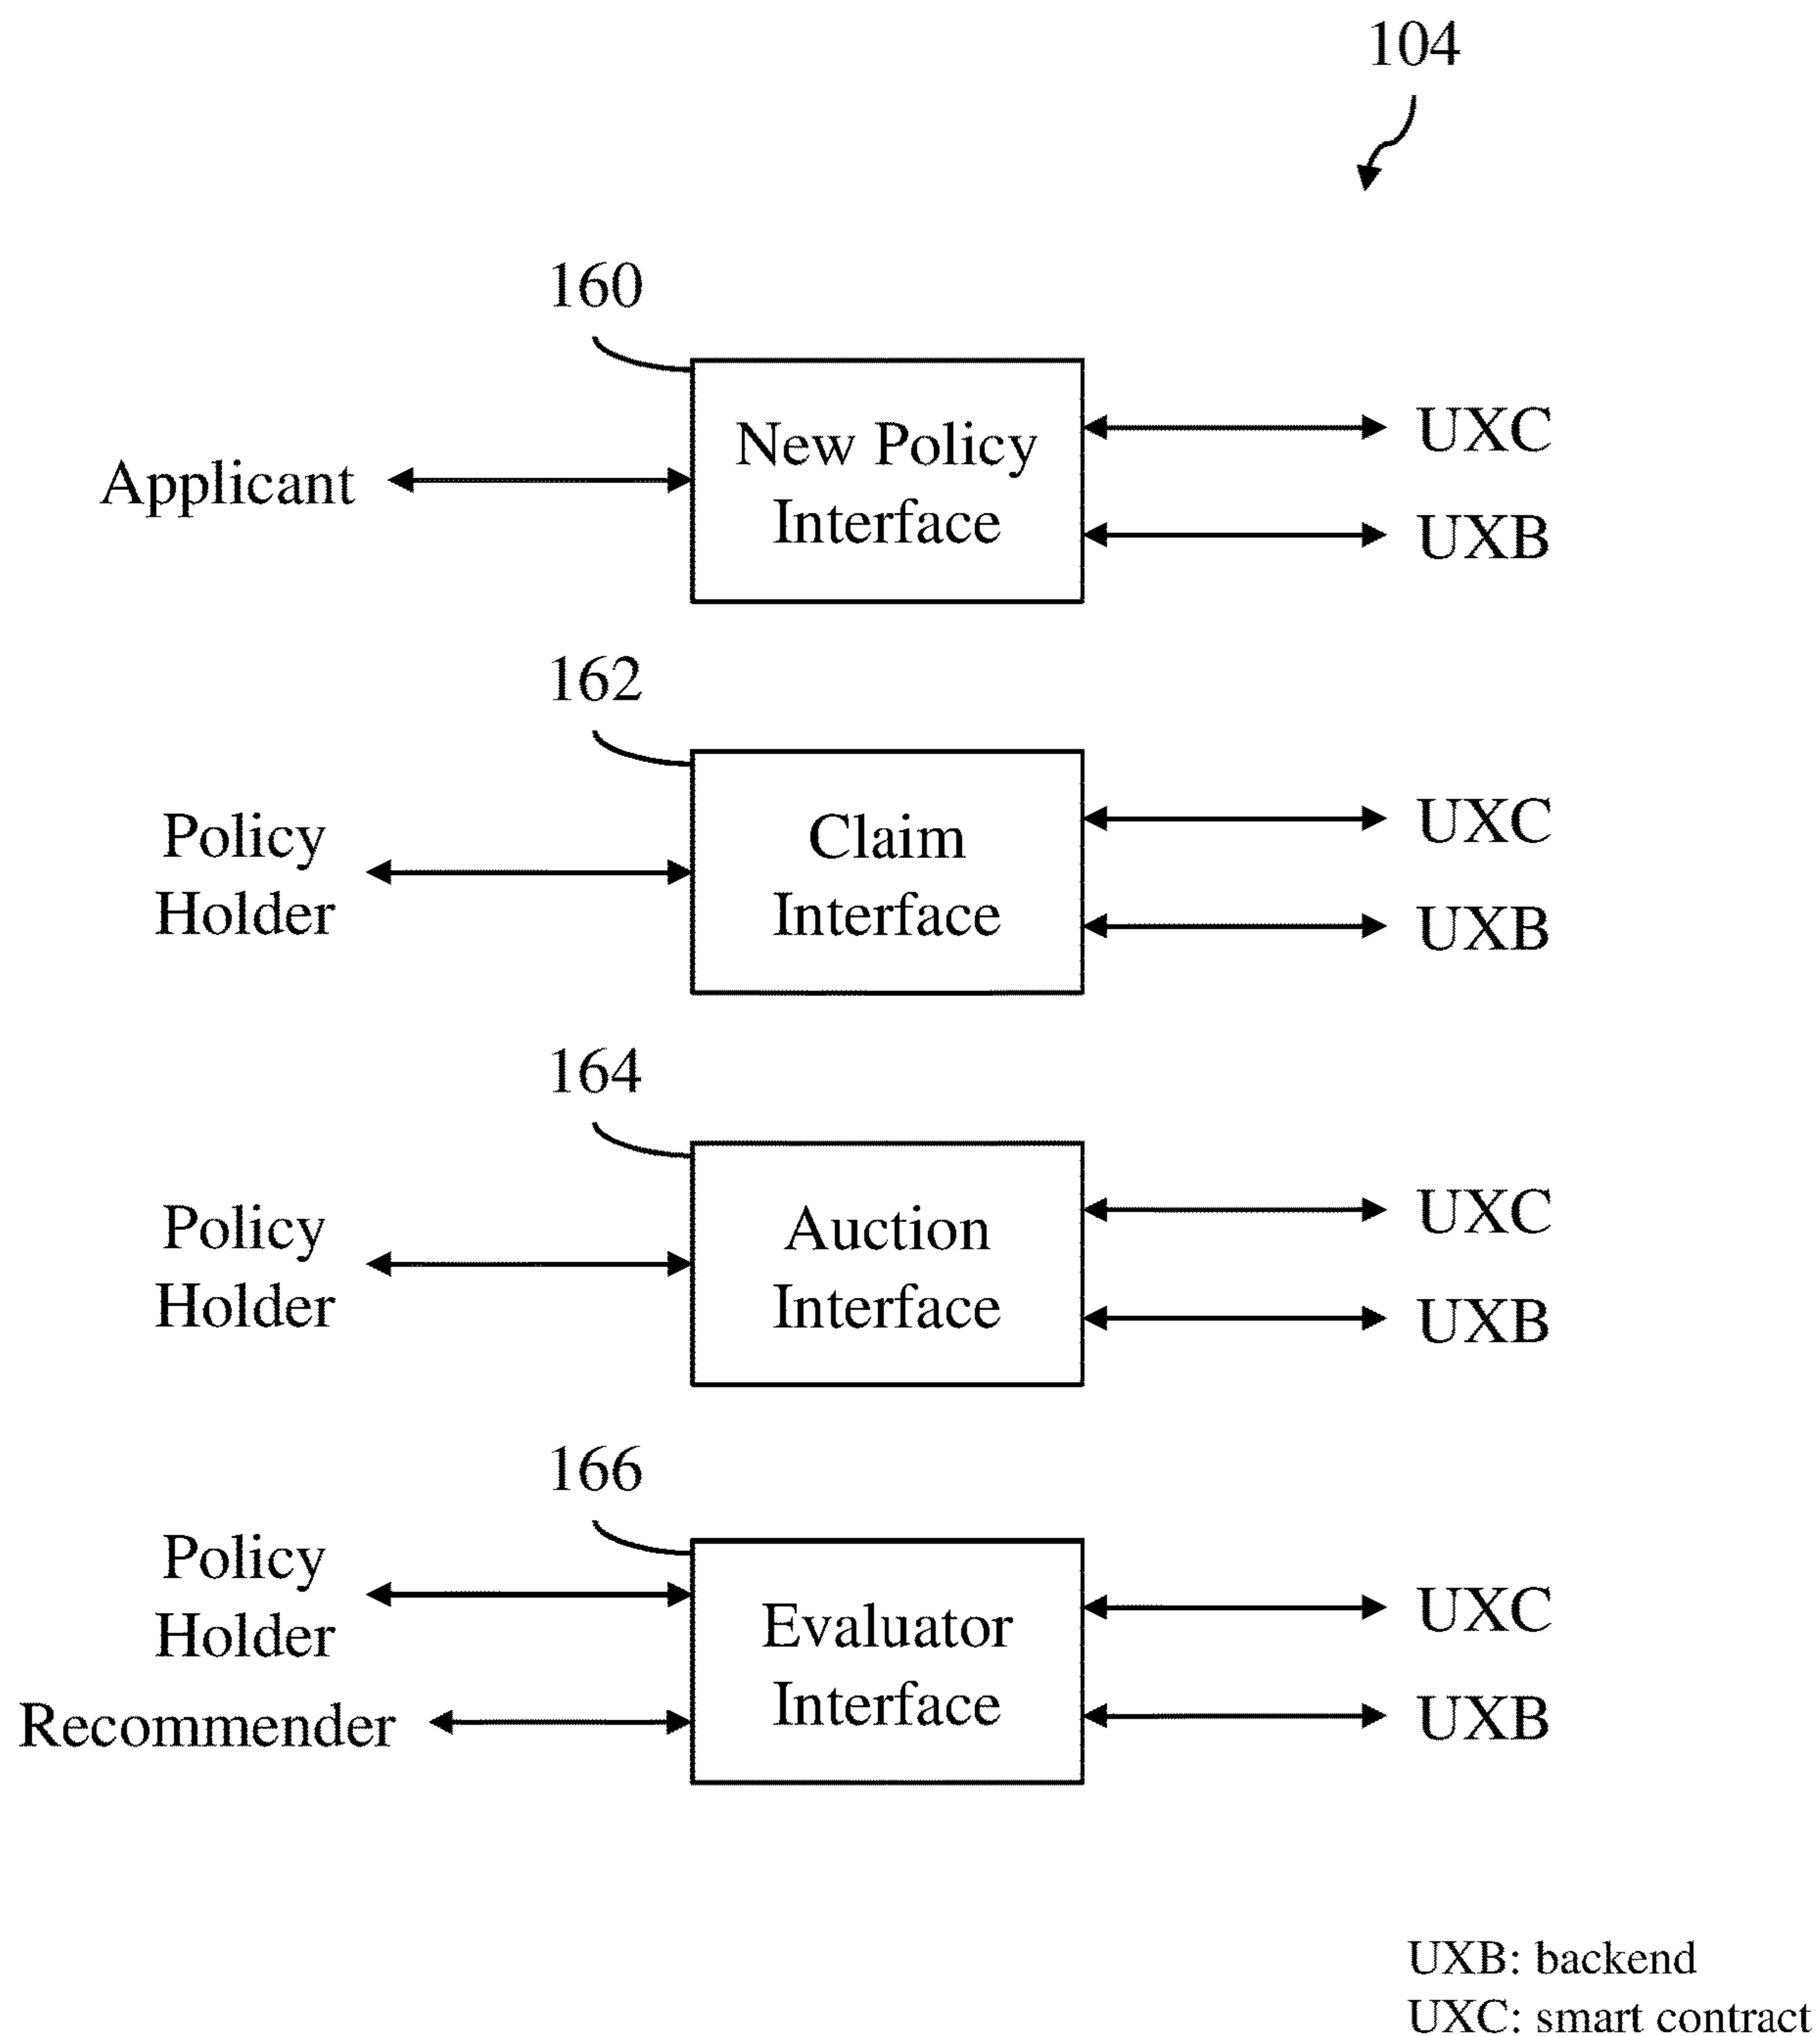 104
160
New Policy
Interface
Applicant
UXC
UXB
162
Policy
Holder
Claim
Interface
UXC
UXB
164
Policy
Holder
Auction
Interface
UXC
UXB
166
Policy
Holder
Recommender
Evaluator
Interface
UXC
UXB
UXB: backend
UXC: smart contract